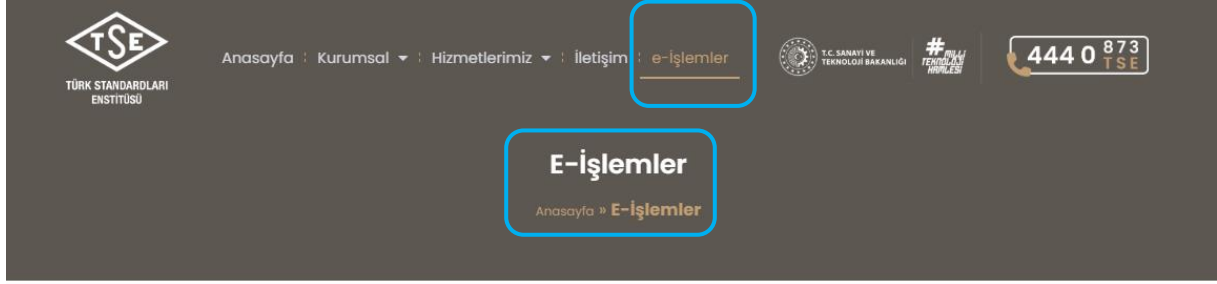 TSE
TÜRK STANDARDLARI
ENSTİTÜSÜ
Anasayfa Kurumsal Hizmetlerimiz İletişim e-İşlemler
T.C. SANAYİ VE
TEKNOLOJİ BAKANLIĞI
#MİLLİ
TEKNOLOJİ
HAMLESİ
444 0 873
TSE
E-İşlemler
Anasayfa » E-İşlemler